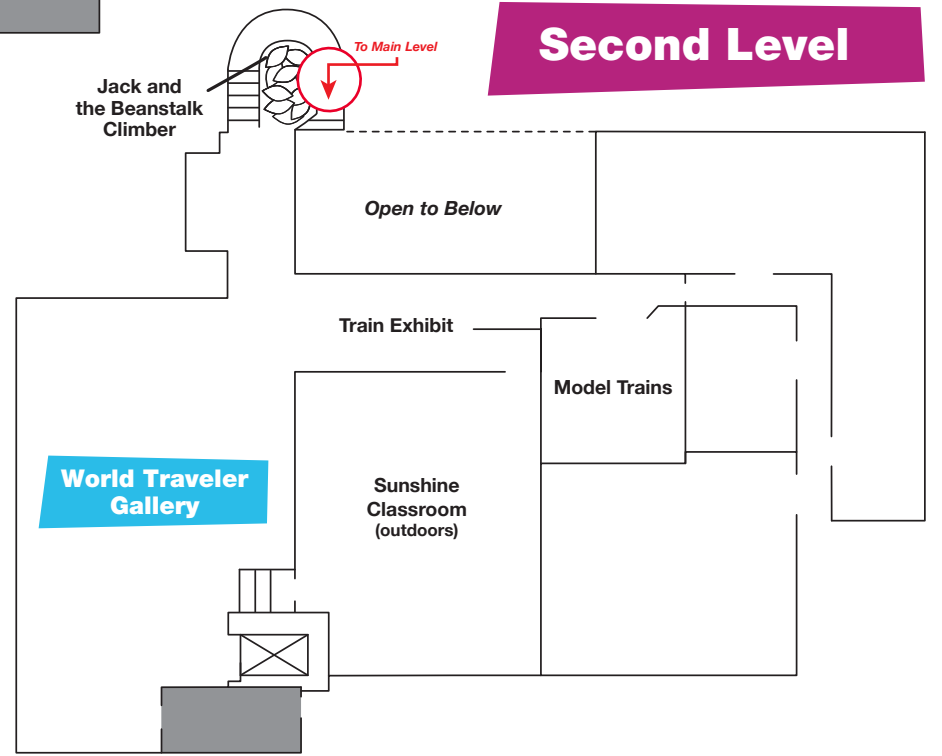 Second Level
To Main Level
Jack and
the Beanstalk
Climber
Open to Below
Train Exhibit
Model Trains
World Traveler
Gallery
Sunshine
Classroom
(outdoors)